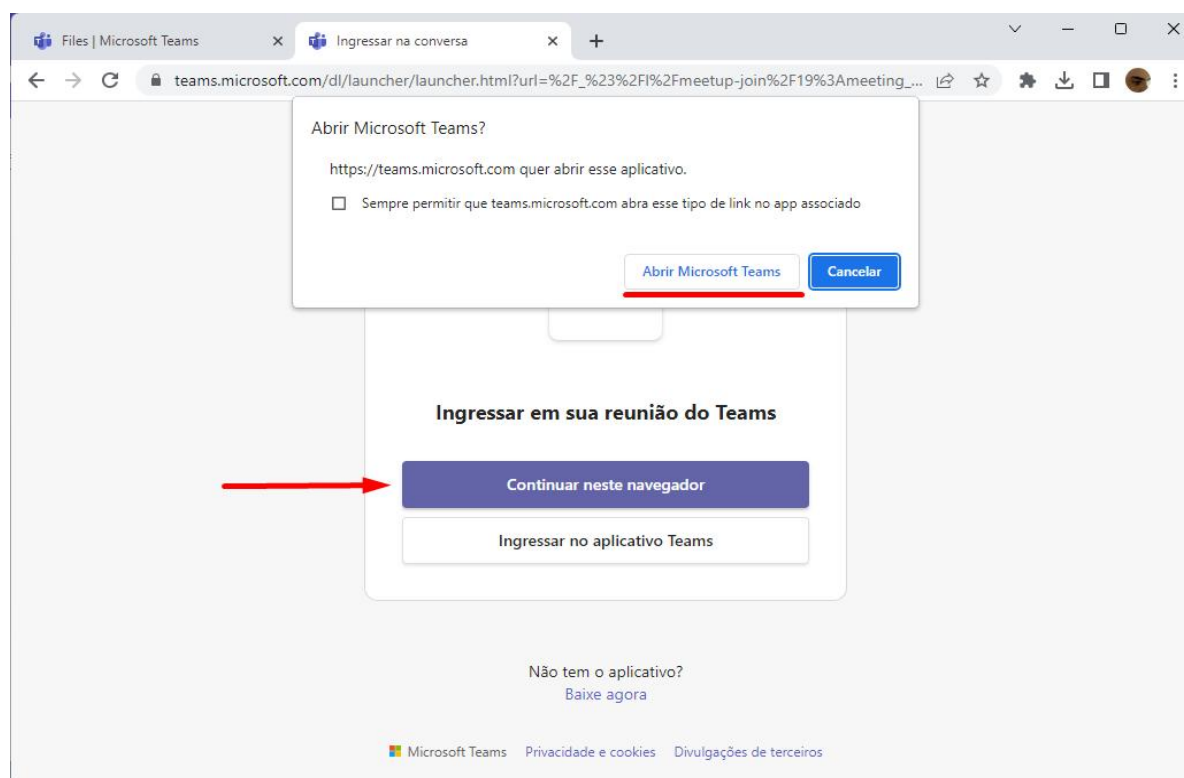 Files | Microsoft Teams
Ingressar na conversa
teams.microsoft.com/dl/launcher/launcher.html?url=%2F_%23%2Fl%2Fmeetup-join%2F19%3Ameeting_...
Abrir Microsoft Teams?
https://teams.microsoft.com quer abrir esse aplicativo.
Sempre permitir que teams.microsoft.com abra esse tipo de link no app associado
Abrir Microsoft Teams
Cancelar
Ingressar em sua reunião do Teams
Continuar neste navegador
Ingressar no aplicativo Teams
Não tem o aplicativo?
Baixe agora
Microsoft Teams Privacidade e cookies Divulgações de terceiros